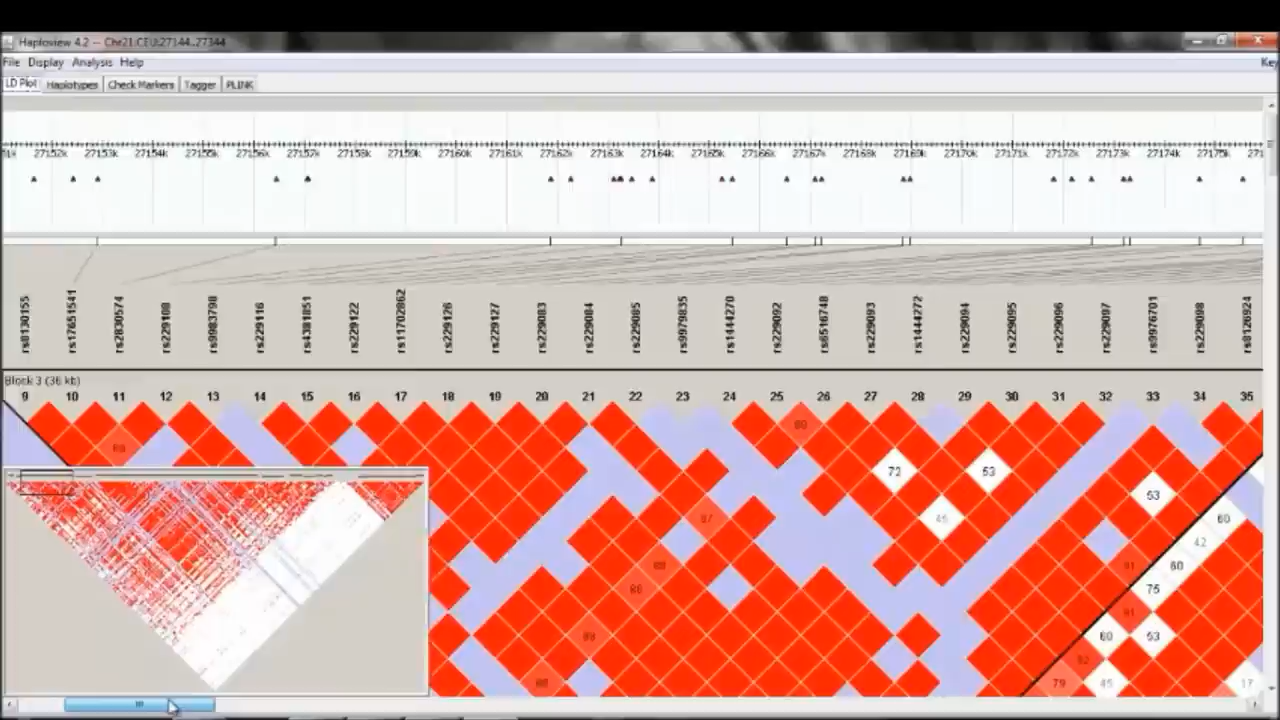 Haploview 4.2 -- Chr21:CEU:27144..27344
File Display Analysis Help
Key
LD Plot Haplotypes Check Markers Tagger PLINK
27152k 27153k 27154k 27155k 27156k 27157k 27158k 27159k 27160k 27161k 27162k 27163k 27164k 27165k 27166k 27167k 27168k 27169k 27170k 27171k 27172k 27173k 27174k 27175k
rs8130155 rs17651541 rs2830574 rs229108 rs9983798 rs229116 rs4381851 rs229122 rs11702862 rs229126 rs229127 rs229083 rs229084 rs229085 rs9979835 rs1444270 rs229092 rs6516748 rs229093 rs1444272 rs229094 rs229095 rs229096 rs229097 rs9976701 rs229098 rs8128924
Block 3 (36 kb)
9 10 11 12 13 14 15 16 17 18 19 20 21 22 23 24 25 26 27 28 29 30 31 32 33 34 35
72 53
53
87 60
42
60
75
60 53
79 45 17